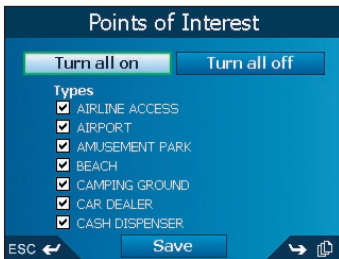 Points of Interest
Turn all on Turn all off
Types
AIRLINE ACCESS
AIRPORT
AMUSEMENT PARK
BEACH
CAMPING GROUND
CAR DEALER
CASH DISPENSER
ESC Save